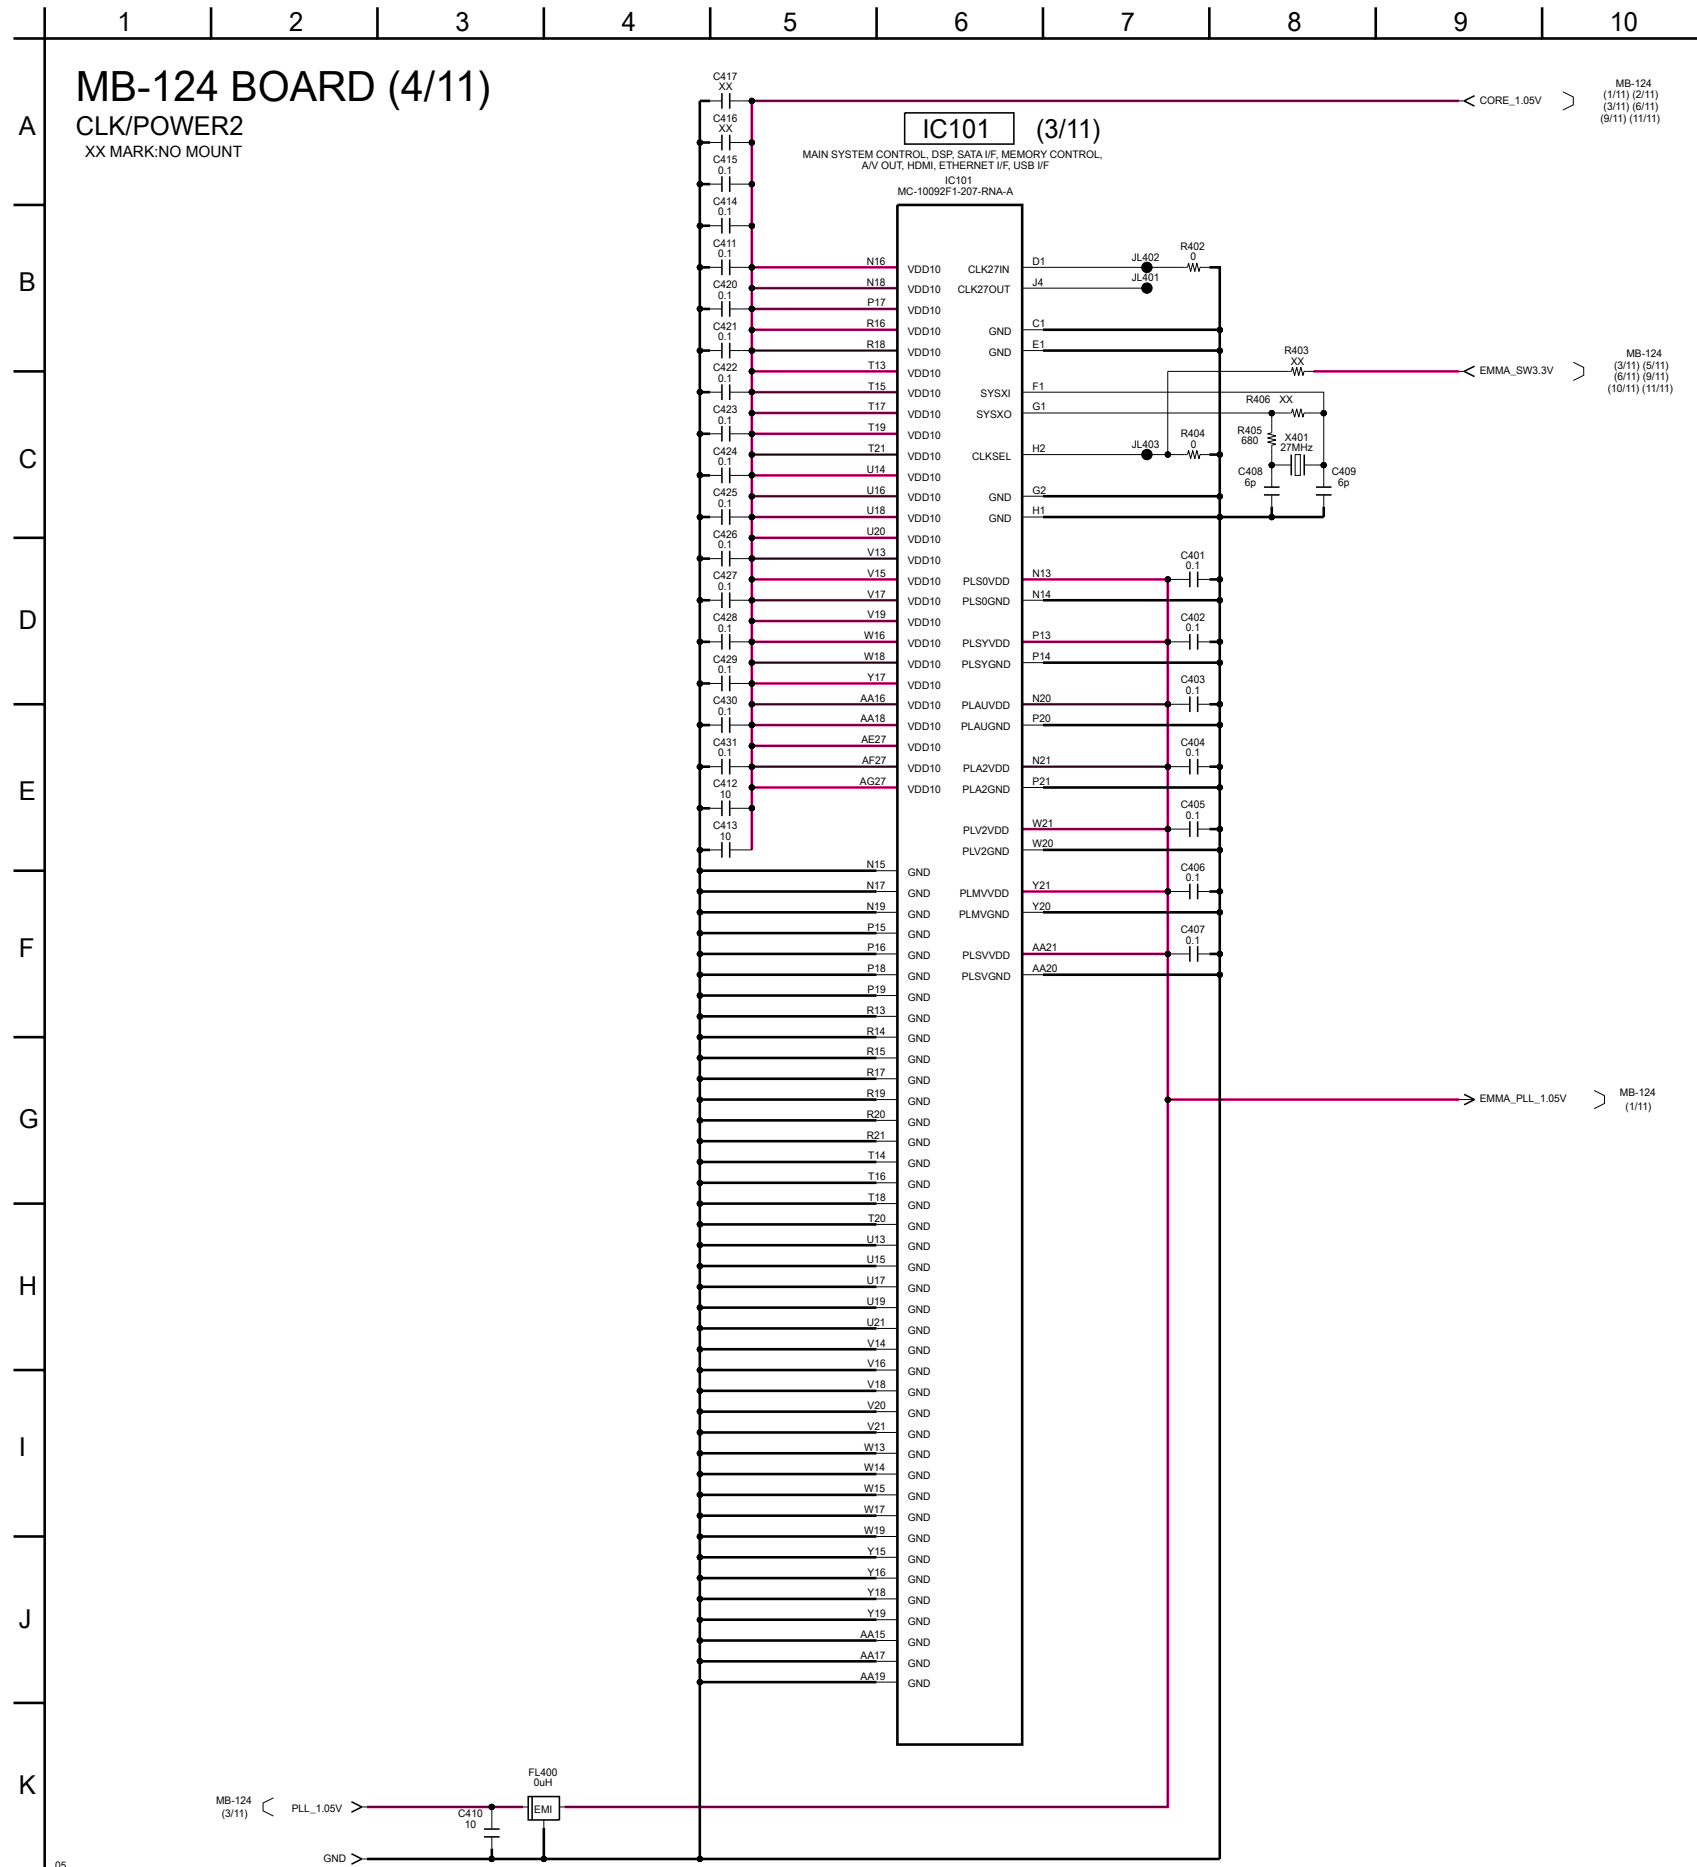 1 2 3 4 5 6 7 8 9 10
MB-124 BOARD (4/11)
CLK/POWER2
XX MARK:NO MOUNT
A
B
C
D
E
F
G
H
I
J
K
IC101 (3/11)
MAIN SYSTEM CONTROL, DSP, SATA I/F, MEMORY CONTROL,
A/V OUT, HDMI, ETHERNET I/F, USB I/F
IC101
MC-10092F1-207-RNA-A
C417
XX
C416
XX
C415
0.1
C414
0.1
C411
0.1
C420
0.1
C421
0.1
C422
0.1
C423
0.1
C424
0.1
C425
0.1
C426
0.1
C427
0.1
C428
0.1
C429
0.1
C430
0.1
C431
0.1
C412
10
C413
10
N16 VDD10
N18 VDD10
P17 VDD10
R16 VDD10
R18 VDD10
T13 VDD10
T15 VDD10
T17 VDD10
T19 VDD10
T21 VDD10
U14 VDD10
U16 VDD10
U18 VDD10
U20 VDD10
V13 VDD10
V15 VDD10
V17 VDD10
V19 VDD10
W16 VDD10
W18 VDD10
Y17 VDD10
AA16 VDD10
AA18 VDD10
AE27 VDD10
AF27 VDD10
AG27 VDD10
N15 GND
N17 GND
N19 GND
P15 GND
P16 GND
P18 GND
P19 GND
R13 GND
R14 GND
R15 GND
R17 GND
R19 GND
R20 GND
R21 GND
T14 GND
T16 GND
T18 GND
T20 GND
U13 GND
U15 GND
U17 GND
U19 GND
U21 GND
V14 GND
V16 GND
V18 GND
V20 GND
V21 GND
W13 GND
W14 GND
W15 GND
W17 GND
W19 GND
Y15 GND
Y16 GND
Y18 GND
Y19 GND
AA15 GND
AA17 GND
AA19 GND
CLK27IN D1
CLK27OUT J4
GND C1
GND E1
SYSXI F1
SYSXO G1
CLKSEL H2
GND G2
GND H1
PLS0VDD N13
PLS0GND N14
PLSYVDD P13
PLSYGND P14
PLAUVDD N20
PLAUGND P20
PLA2VDD N21
PLA2GND P21
PLV2VDD W21
PLV2GND W20
PLMVVDD Y21
PLMVGND Y20
PLSVVDD AA21
PLSVGND AA20
JL402
JL401
R402
0
R403
XX
R406 XX
R405
680
X401
27MHz
JL403
R404
0
C408
6p
C409
6p
C401
0.1
C402
0.1
C403
0.1
C404
0.1
C405
0.1
C406
0.1
C407
0.1
CORE_1.05V
MB-124
(1/11) (2/11)
(3/11) (6/11)
(9/11) (11/11)
EMMA_SW3.3V
MB-124
(3/11) (5/11)
(6/11) (9/11)
(10/11) (11/11)
EMMA_PLL_1.05V
MB-124
(1/11)
FL400
0uH
EMI
MB-124
(3/11)
PLL_1.05V
C410
10
GND
05